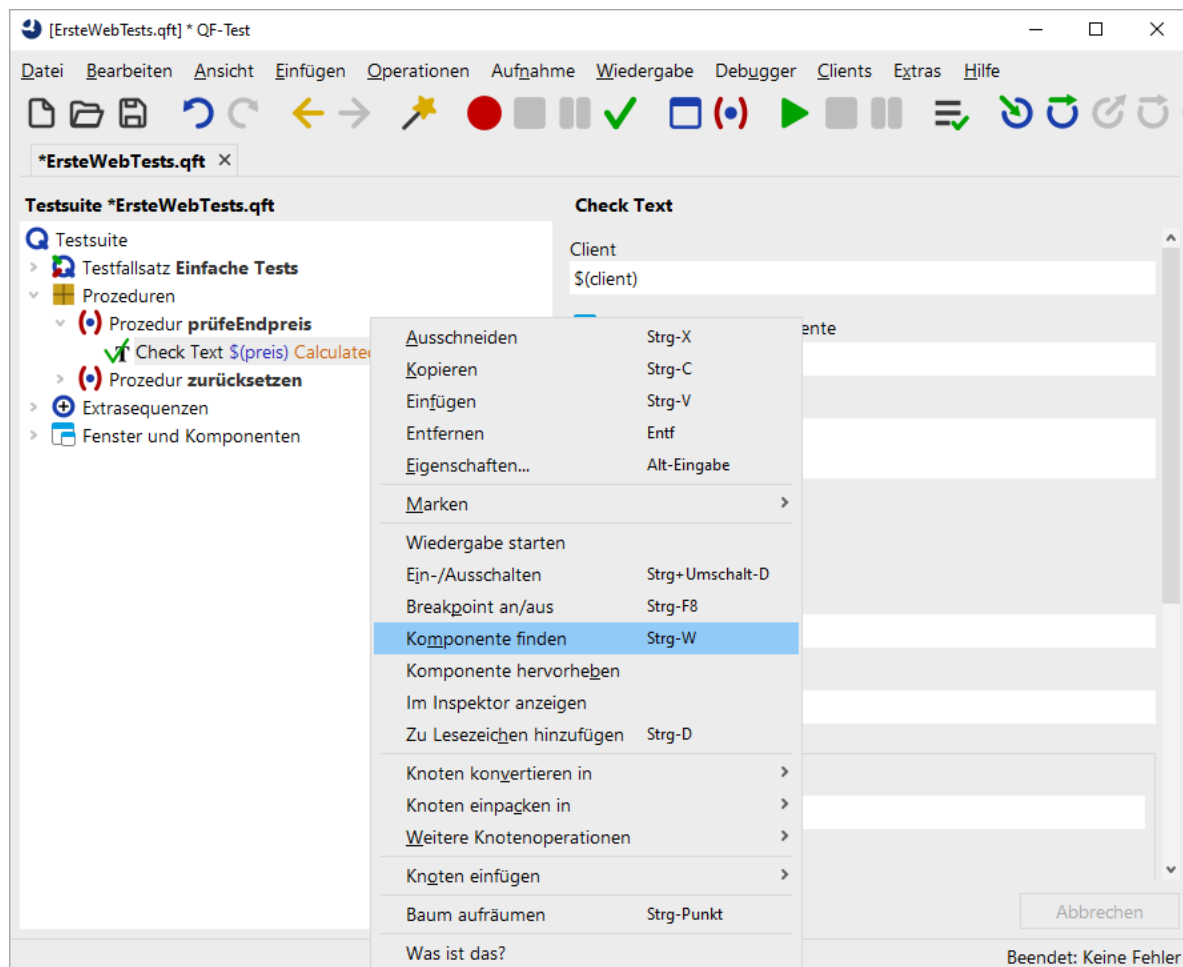 [ErsteWebTests.qft] * QF-Test
Datei Bearbeiten Ansicht Einfügen Operationen Aufnahme Wiedergabe Debugger Clients Extras Hilfe
*ErsteWebTests.qft
Testsuite *ErsteWebTests.qft
Testsuite
Testfallsatz Einfache Tests
Prozeduren
Prozedur prüfeEndpreis
Check Text $(preis) Calculated
Prozedur zurücksetzen
Extrasequenzen
Fenster und Komponenten
Check Text
Client
$(client)
ente
Ausschneiden Strg-X
Kopieren Strg-C
Einfügen Strg-V
Entfernen Entf
Eigenschaften... Alt-Eingabe
Marken
Wiedergabe starten
Ein-/Ausschalten Strg+Umschalt-D
Breakpoint an/aus Strg-F8
Komponente finden Strg-W
Komponente hervorheben
Im Inspektor anzeigen
Zu Lesezeichen hinzufügen Strg-D
Knoten konvertieren in
Knoten einpacken in
Weitere Knotenoperationen
Knoten einfügen
Baum aufräumen Strg-Punkt
Was ist das?
Abbrechen
Beendet: Keine Fehler